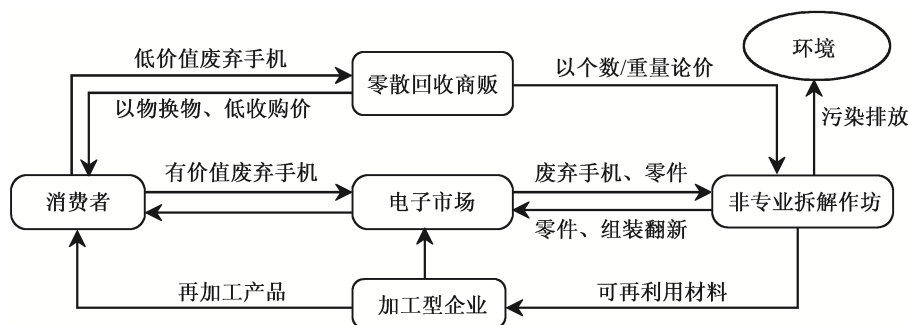 环境
低价值废弃手机
零散回收商贩
以个数/重量论价
以物换物、低收购价
污染排放
有价值废弃手机
废弃手机、零件
消费者
电子市场
非专业拆解作坊
零件、组装翻新
再加工产品
加工型企业
可再利用材料